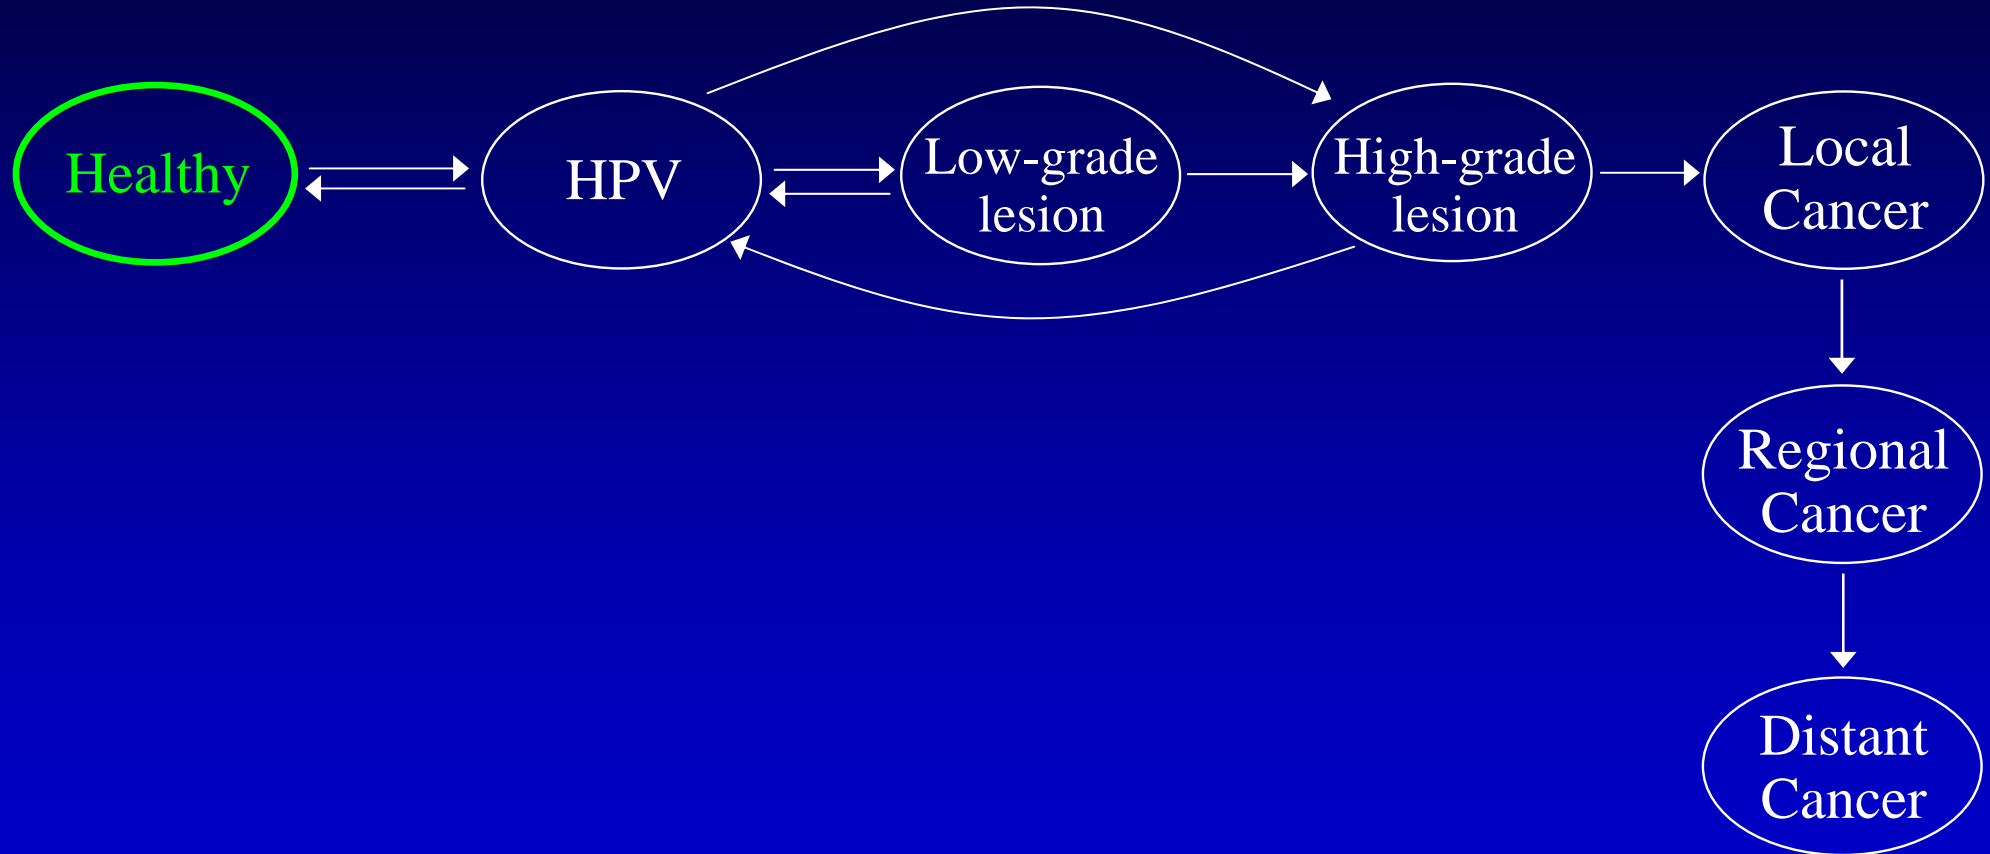 Healthy
HPV
Low-grade
lesion
High-grade
lesion
Local
Cancer
Regional
Cancer
Distant
Cancer